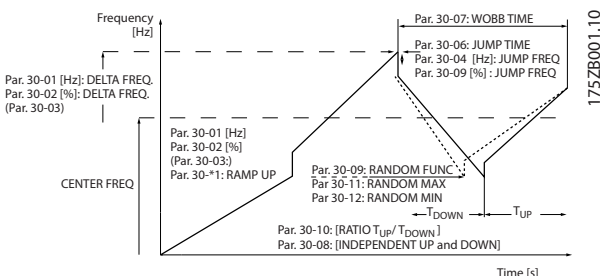 Frequency
[Hz]
Par. 30-07: WOBB TIME
Par. 30-06: JUMP TIME
Par. 30-04 [Hz]: JUMP FREQ
Par. 30-09 [%] : JUMP FREQ
175ZB001.10
Par. 30-01 [Hz]: DELTA FREQ.
Par. 30-02 [%]: DELTA FREQ.
(Par. 30-03)
Par. 30-01 [Hz]
Par. 30-02 [%]
(Par. 30-03:)
Par. 30-*1: RAMP UP
CENTER FREQ
Par. 30-09: RANDOM FUNC
Par 30-11: RANDOM MAX
Par 30-12: RANDOM MIN
TDOWN
TUP
Par. 30-10: [RATIO TUP/ TDOWN]
Par. 30-08: [INDEPENDENT UP and DOWN]
Time [s]